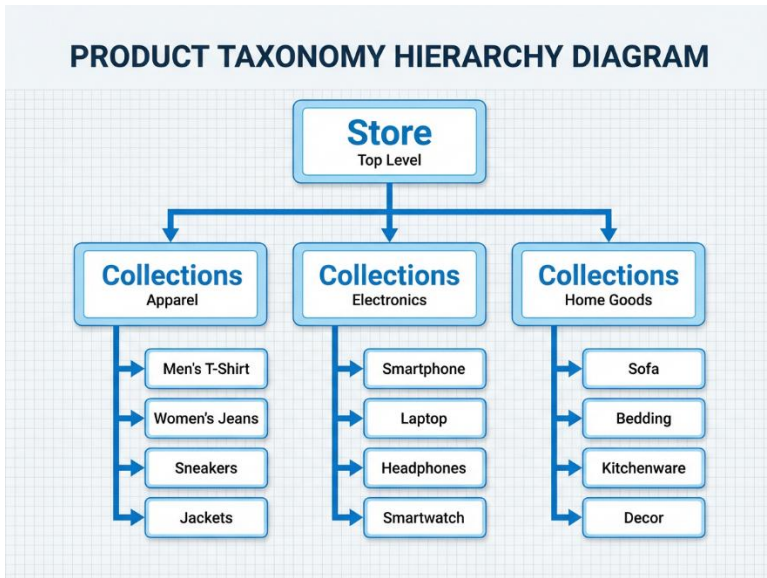 PRODUCT TAXONOMY HIERARCHY DIAGRAM
Store
Top Level
Collections
Apparel
Men's T-Shirt
Women's Jeans
Sneakers
Jackets
Collections
Electronics
Smartphone
Laptop
Headphones
Smartwatch
Collections
Home Goods
Sofa
Bedding
Kitchenware
Decor